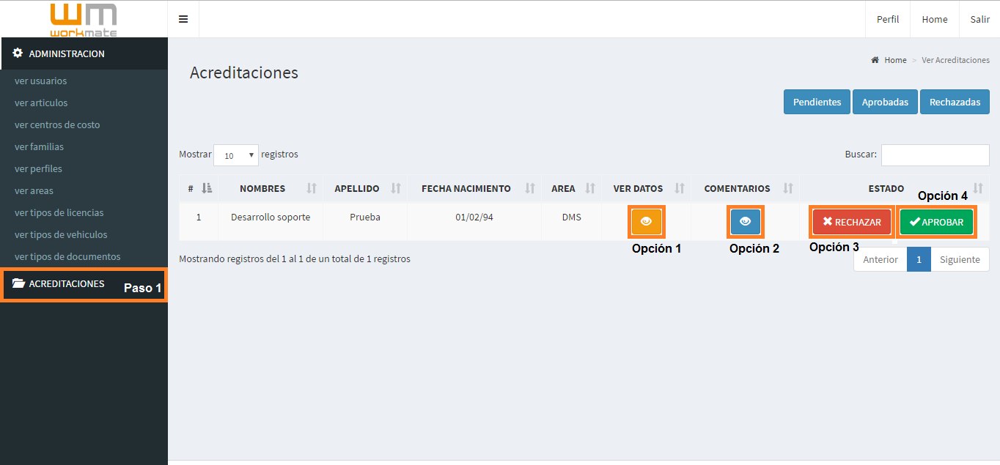 wm
workmate
Perfil Home Salir
ADMINISTRACION
ver usuarios
ver articulos
ver centros de costo
ver familias
ver perfiles
ver areas
ver tipos de licencias
ver tipos de vehiculos
ver tipos de documentos
ACREDITACIONES Paso 1
Home > Ver Acreditaciones
Acreditaciones
Pendientes Aprobadas Rechazadas
Mostrar 10 registros Buscar:
# NOMBRES APELLIDO FECHA NACIMIENTO AREA VER DATOS COMENTARIOS ESTADO
Opción 4
1 Desarrollo soporte Prueba 01/02/94 DMS RECHAZAR APROBAR
Opción 1 Opción 2 Opción 3
Mostrando registros del 1 al 1 de un total de 1 registros
Anterior 1 Siguiente